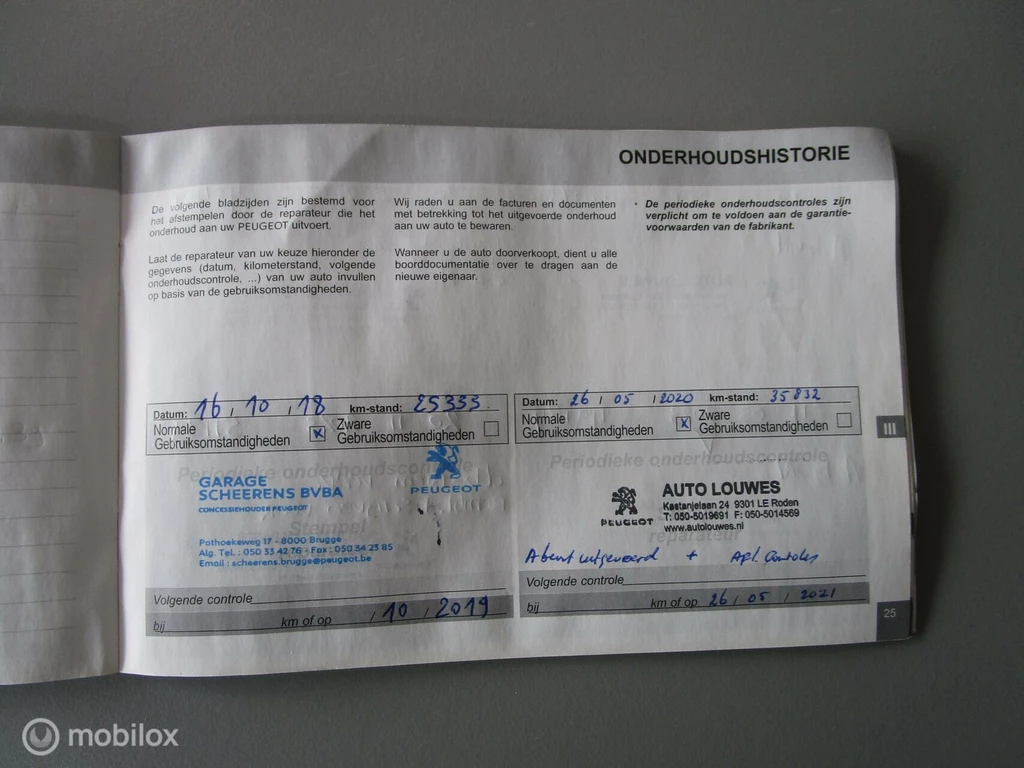 ONDERHOUDSHISTORIE
De volgende bladzijden zijn bestemd voor
het afstempelen door de reparateur die het
onderhoud aan uw PEUGEOT uitvoert.
Laat de reparateur van uw keuze hieronder de
gegevens (datum, kilometerstand, volgende
onderhoudscontrole, ...) van uw auto invullen
op basis van de gebruiksomstandigheden.
Wij raden u aan de facturen en documenten
met betrekking tot het uitgevoerde onderhoud
aan uw auto te bewaren.
Wanneer u de auto doorverkoopt, dient u alle
boorddocumentatie over te dragen aan de
nieuwe eigenaar.
• De periodieke onderhoudscontroles zijn
verplicht om te voldoen aan de garantie-
voorwaarden van de fabrikant.
Datum: 16 / 10 / 18 km-stand: 25333
Normale
Gebruiksomstandigheden x
Zware
Gebruiksomstandigheden
Periodieke onderhoudscontrole
GARAGE
SCHEERENS BVBA
CONCESSIEHOUDER PEUGEOT
PEUGEOT
Stempel
Pathoekeweg 17 - 8000 Brugge
Alg. Tel.: 050 33 42 76 - Fax: 050 34 23 85
Email: scheerens.brugge@peugeot.be
Volgende controle
bij km of op / 10 / 2019
Datum: 26 / 05 / 2020 km-stand: 35832
Normale
Gebruiksomstandigheden x
Zware
Gebruiksomstandigheden
Periodieke onderhoudscontrole
PEUGEOT
AUTO LOUWES
Kastanjelaan 24 9301 LE Roden
T: 050-5019691 F: 050-5014569
www.autolouwes.nl
reparateur
A beurt uitgevoerd + Apk Controles
Volgende controle
bij km of op 26 / 05 / 2021
III
25
mobilox